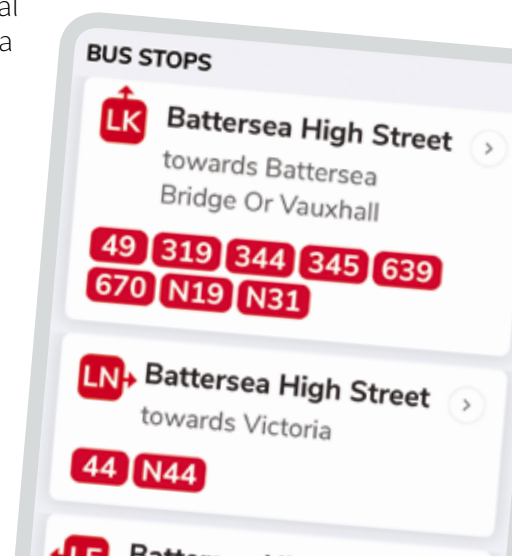 al
a
BUS STOPS
LK
Battersea High Street
towards Battersea
Bridge Or Vauxhall
49 319 344 345 639
670 N19 N31
LN
Battersea High Street
towards Victoria
44 N44